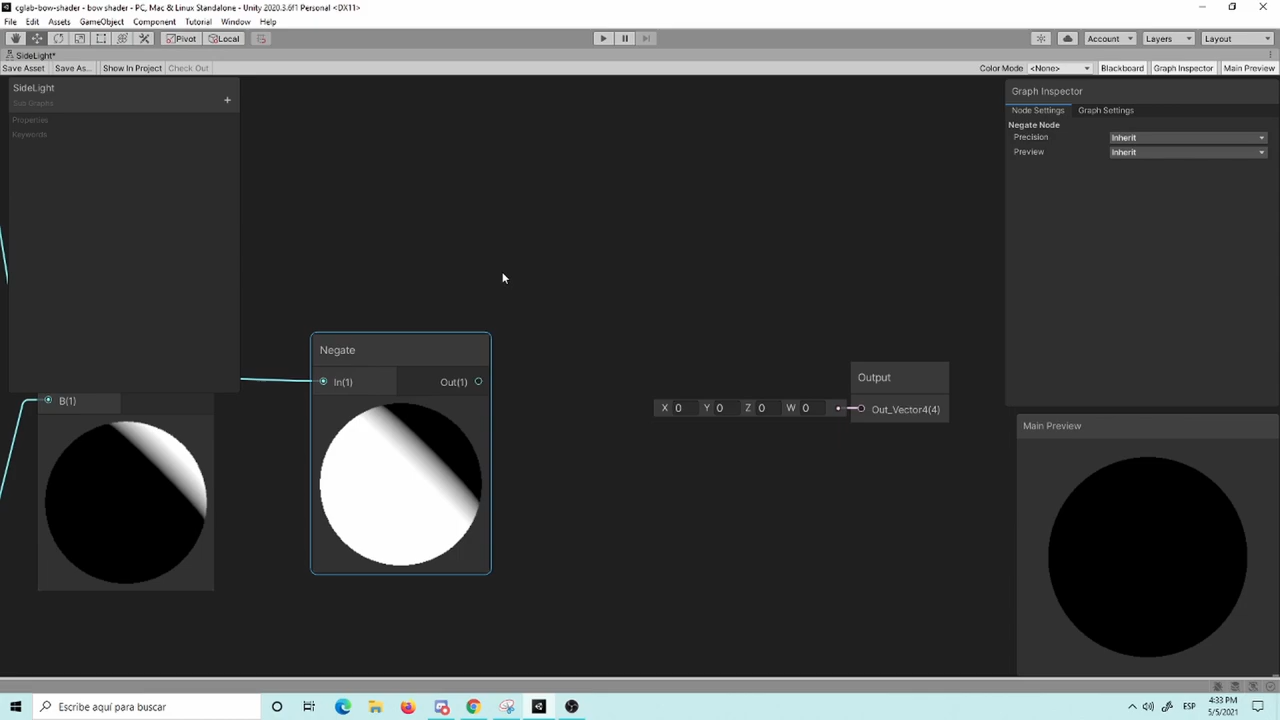 cglab-bow-shader - bow shader - PC, Mac & Linux Standalone - Unity 2020.3.6f1 Personal <DX11>
File Edit Assets GameObject Component Tutorial Window Help
Pivot Local Account Layers Layout
SideLight*
Save Asset Save As... Show In Project Check Out Color Mode <None> Blackboard Graph Inspector Main Preview
SideLight
Sub Graphs
Properties
Keywords
Graph Inspector
Node Settings Graph Settings
Negate Node
Precision Inherit
Preview Inherit
Negate
In(1) Out(1)
B(1)
Output
X 0 Y 0 Z 0 W 0 Out_Vector4(4)
Main Preview
Escribe aquí para buscar
ESP
4:33 PM
5/5/2021